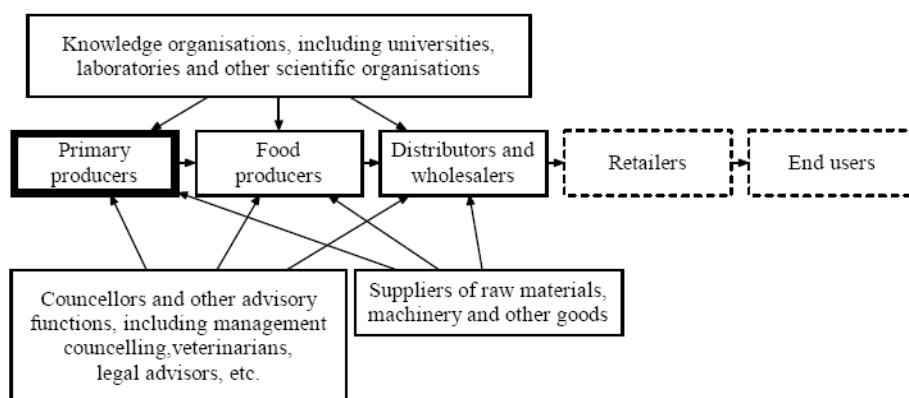 Knowledge organisations, including universities,
laboratories and other scientific organisations
Primary
producers
Food
producers
Distributors and
wholesalers
Retailers
End users
Councellors and other advisory
functions, including management
councelling,veterinarians,
legal advisors, etc.
Suppliers of raw materials,
machinery and other goods